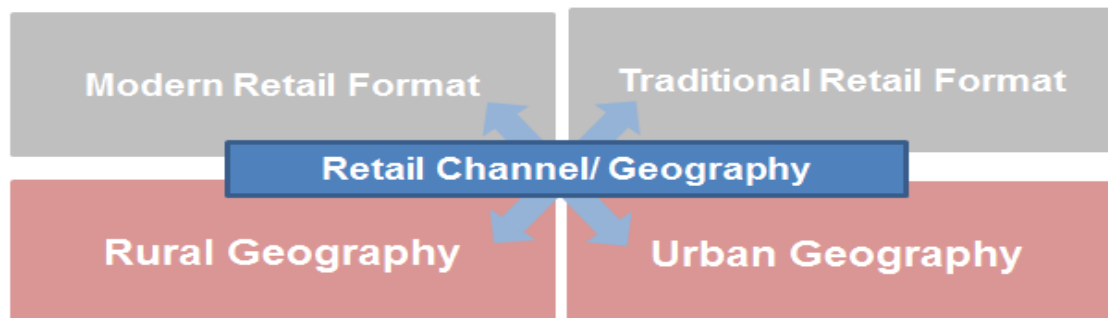 Modern Retail Format
Traditional Retail Format
Retail Channel/ Geography
Rural Geography
Urban Geography